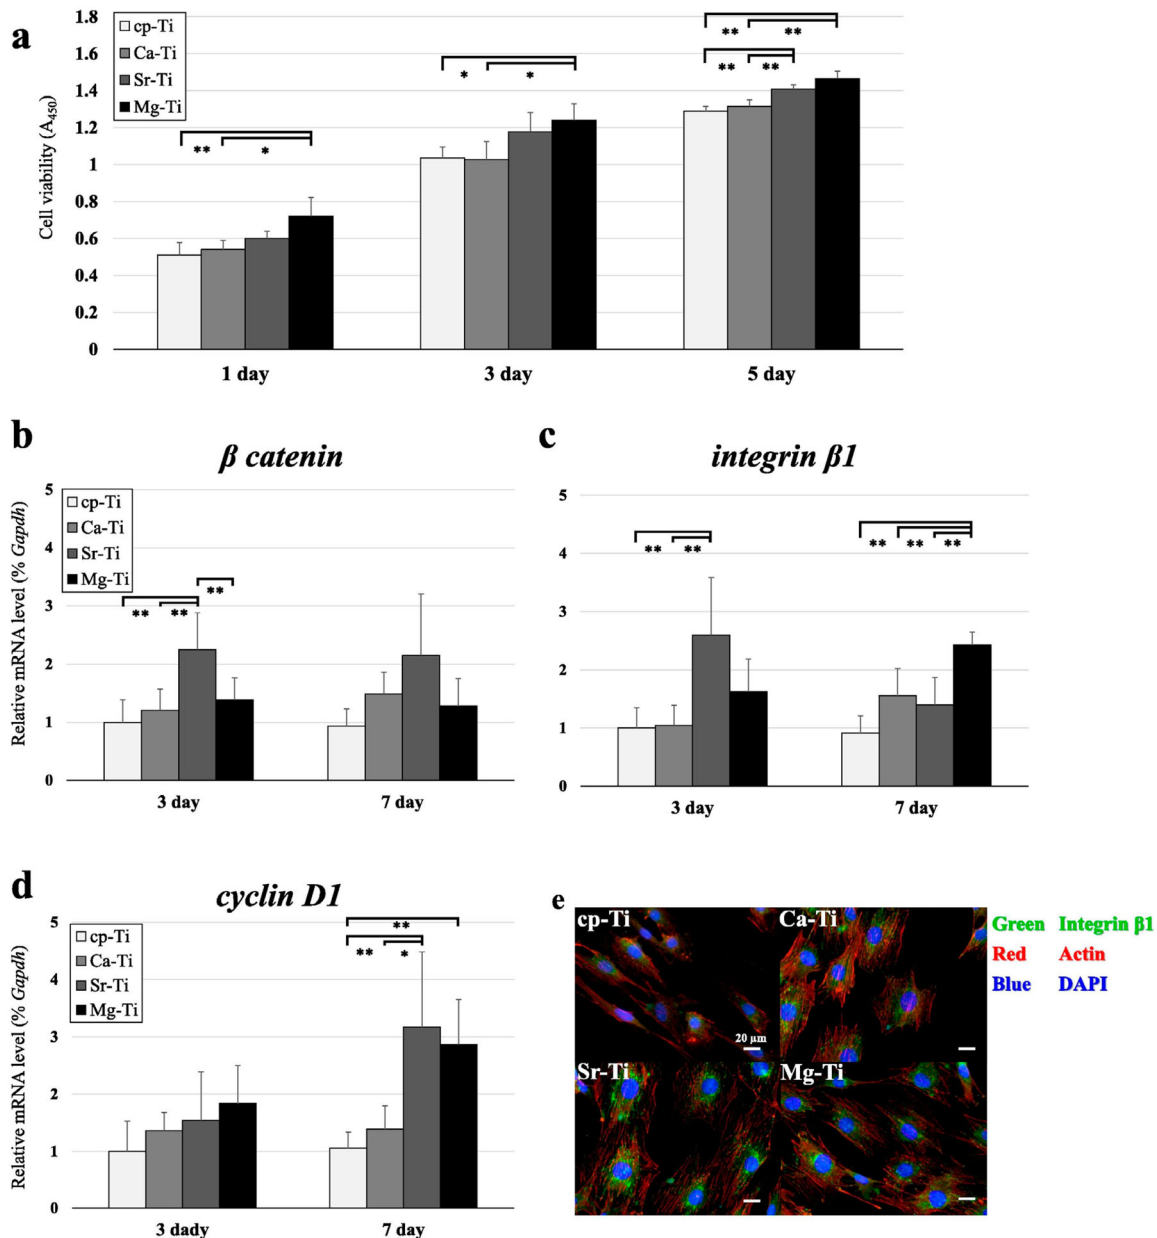 a
cp-Ti
Ca-Ti
Sr-Ti
Mg-Ti
Cell viability (A450)
1.8
1.6
1.4
1.2
1
0.8
0.6
0.4
0.2
0
** *
* *
** **
** **
1 day 3 day 5 day
b
β catenin
cp-Ti
Ca-Ti
Sr-Ti
Mg-Ti
Relative mRNA level (% Gapdh)
5
4
3
2
1
0
**
** **
3 day 7 day
c
integrin β1
5
4
3
2
1
0
** **
** ** **
3 day 7 day
d
cyclin D1
cp-Ti
Ca-Ti
Sr-Ti
Mg-Ti
Relative mRNA level (% Gapdh)
5
4
3
2
1
0
**
** *
3 dady 7 day
e
cp-Ti
20 µm
Ca-Ti
Sr-Ti
Mg-Ti
Green Integrin β1
Red Actin
Blue DAPI